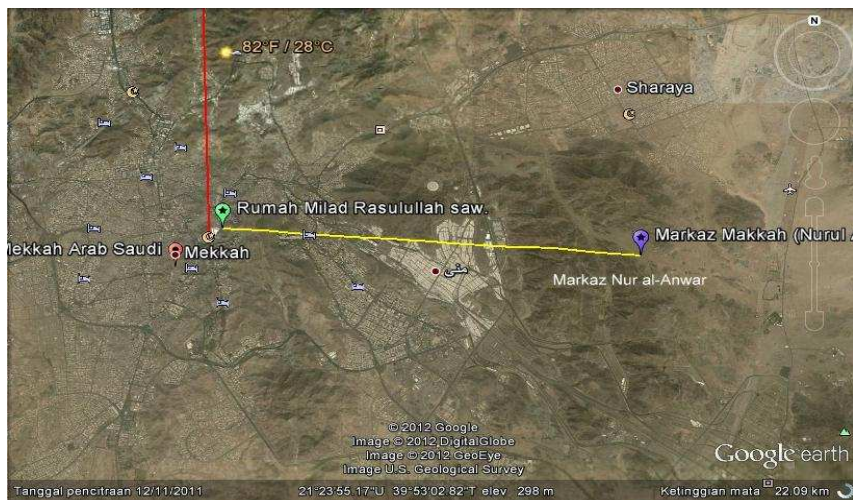 N
82°F / 28°C
Sharaya
Rumah Milad Rasulullah saw.
Mekkah Arab Saudi
Mekkah
Markaz Makkah (Nurul A
منى
Markaz Nur al-Anwar
© 2012 Google
Image © 2012 DigitalGlobe
Image © 2012 GeoEye
Image U.S. Geological Survey
Google earth
Tanggal pencitraan 12/11/2011
21°23'55.17"U 39°53'02.82"T elev 298 m
Ketinggian mata 22.09 km